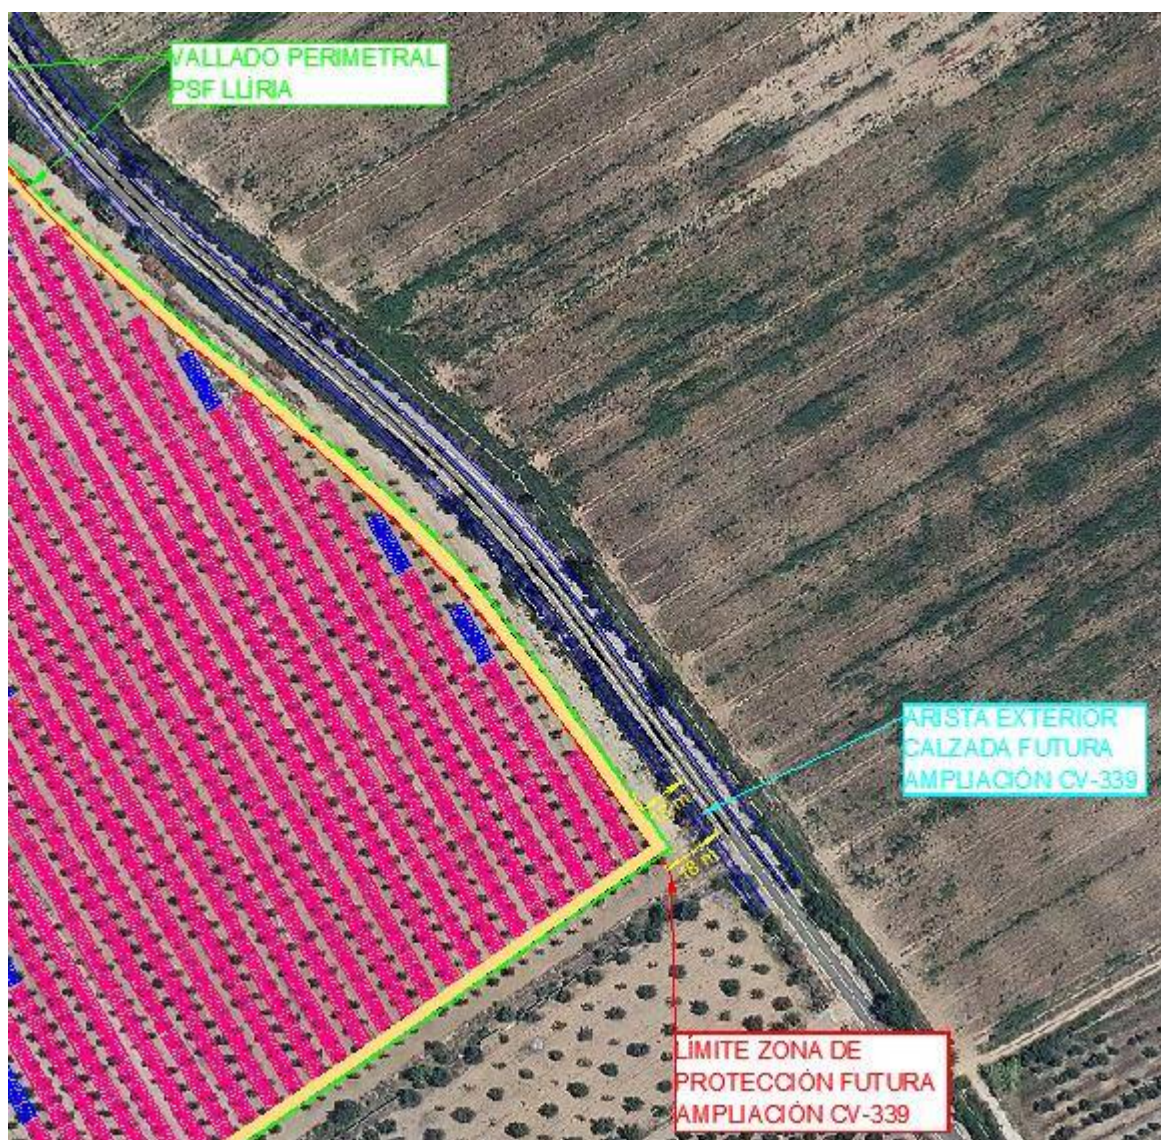 VALLADO PERIMETRAL
PSF LLÍRIA
ARISTA EXTERIOR
CALZADA FUTURA
AMPLIACIÓN CV-339
18 m
LÍMITE ZONA DE
PROTECCIÓN FUTURA
AMPLIACIÓN CV-339